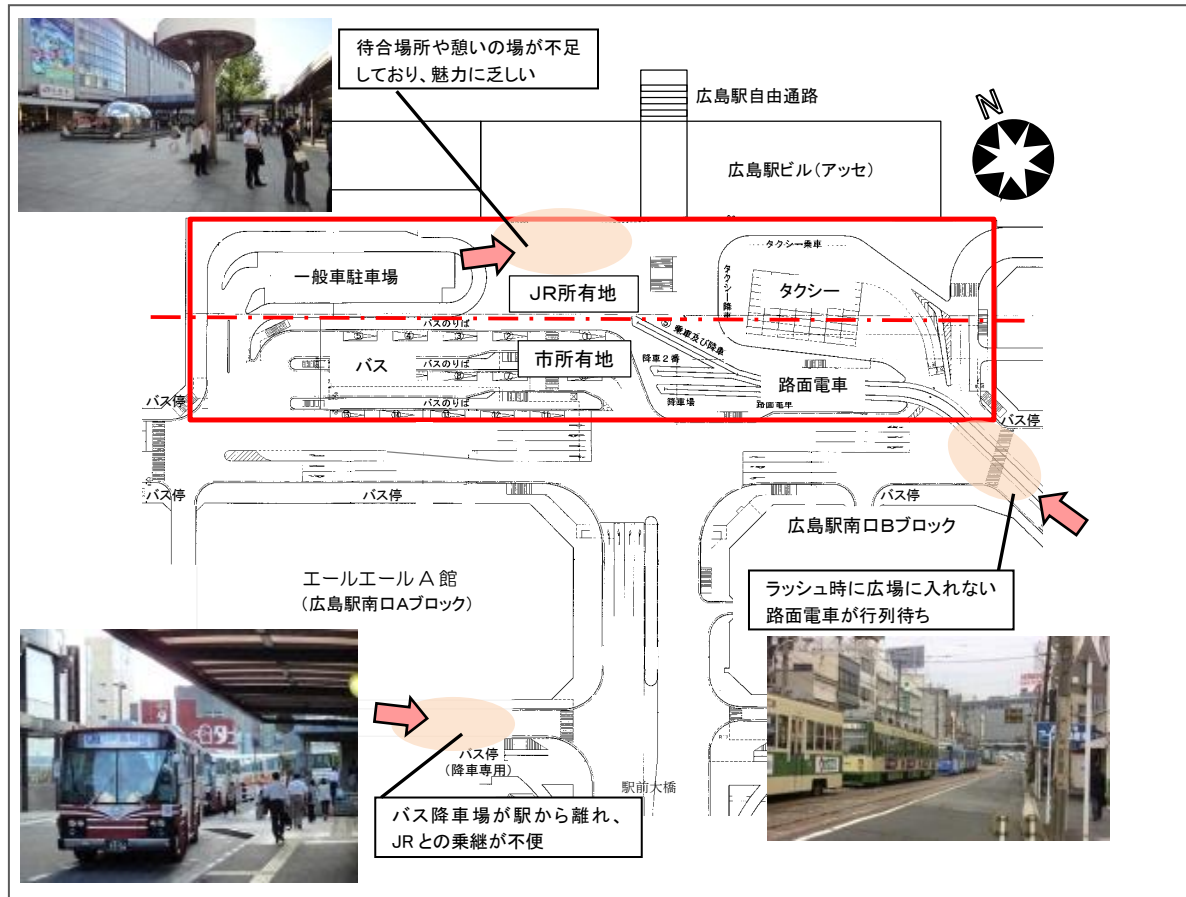 待合場所や憩いの場が不足
しており、魅力に乏しい
広島駅自由通路
N
広島駅ビル（アッセ）
タクシー乗車
一般車駐車場
JR所有地
タクシー降車
タクシー
バスのりば
⑤
④
③
②
⑤ 乗車及び降車
バス
バスのりば
市所有地
降車２番
路面電車
バスのりば
降車場
路面電車
バス停
バス停
バス停
バス停
バス停
広島駅南口Bブロック
エールエールA館
（広島駅南口Aブロック）
ラッシュ時に広場に入れない
路面電車が行列待ち
バス停
（降車専用）
駅前大橋
バス降車場が駅から離れ、
JRとの乗継が不便